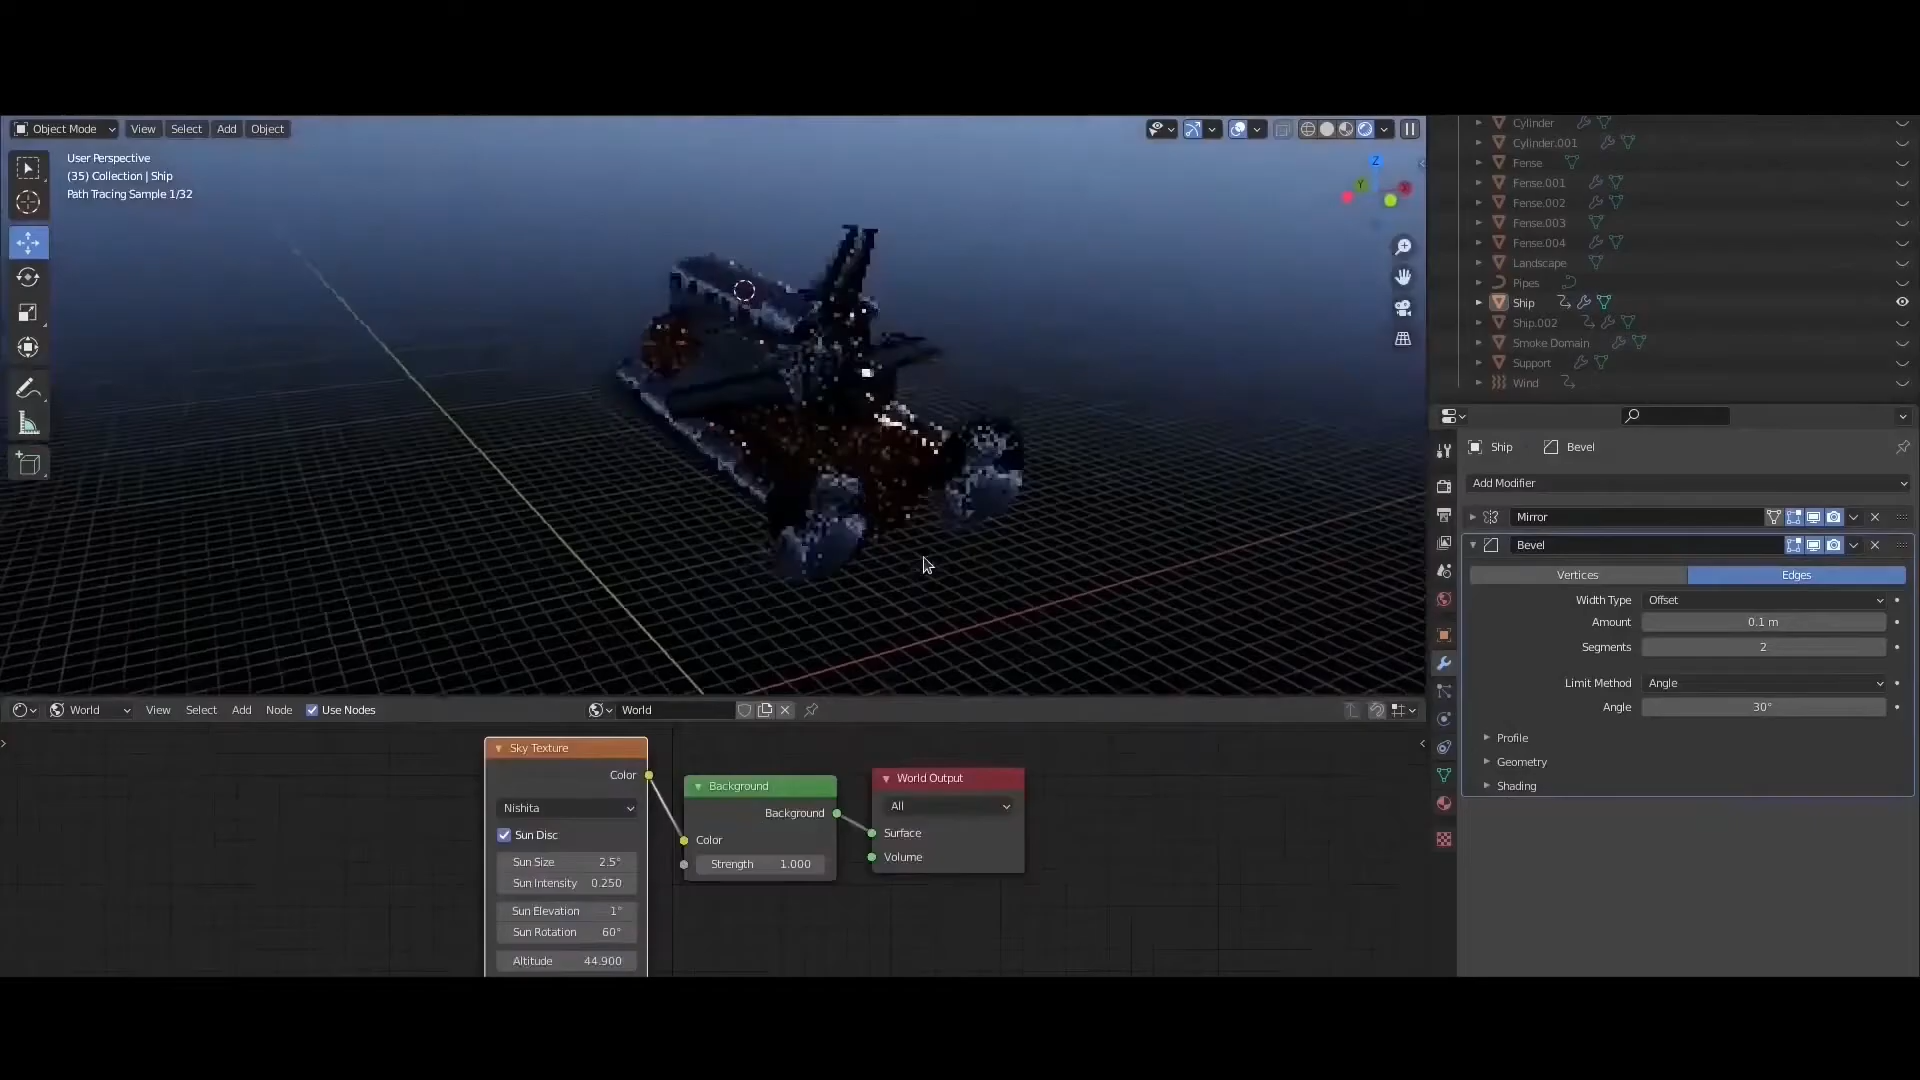 Object Mode View Select Add Object
User Perspective
(35) Collection | Ship
Path Tracing Sample 1/32
Z
Y
X
Cylinder
Cylinder.001
Fense
Fense.001
Fense.002
Fense.003
Fense.004
Landscape
Pipes
Ship
Ship.002
Smoke Domain
Support
Wind
Ship Bevel
Add Modifier
Mirror
Bevel
Vertices Edges
Width Type Offset
Amount 0.1 m
Segments 2
Limit Method Angle
Angle 30°
Profile
Geometry
Shading
World View Select Add Node Use Nodes World
Sky Texture
Color
Nishita
Sun Disc
Sun Size 2.5°
Sun Intensity 0.250
Sun Elevation 1°
Sun Rotation 60°
Altitude 44.900
Background
Background
Color
Strength 1.000
World Output
All
Surface
Volume